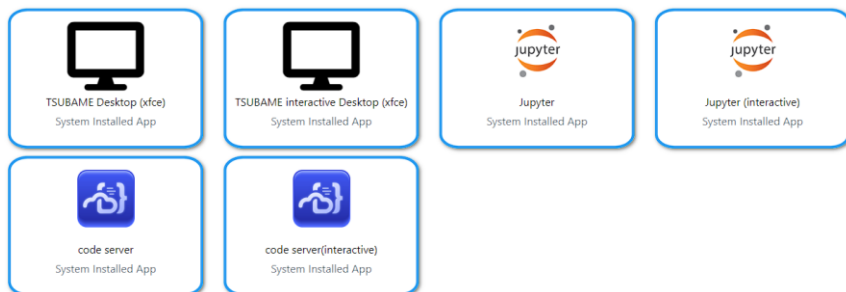 TSUBAME Desktop (xfce)
System Installed App
TSUBAME interactive Desktop (xfce)
System Installed App
jupyter
Jupyter
System Installed App
jupyter
Jupyter (interactive)
System Installed App
code server
System Installed App
code server(interactive)
System Installed App